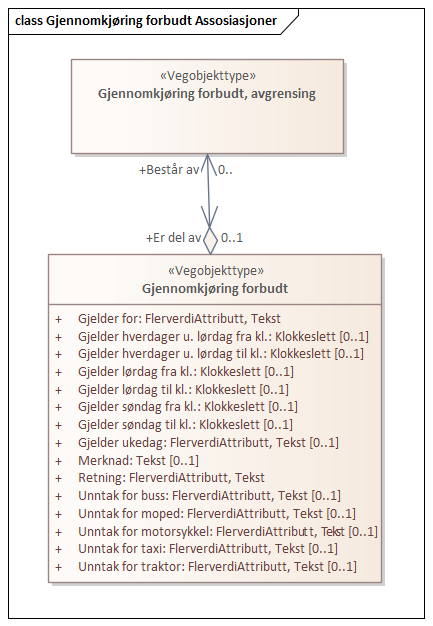 class Gjennomkjøring forbudt Assosiasjoner
«Vegobjekttype»
Gjennomkjøring forbudt, avgrensing
+Består av 0..
+Er del av 0..1
«Vegobjekttype»
Gjennomkjøring forbudt
+ Gjelder for: FlerverdiAttributt, Tekst
+ Gjelder hverdager u. lørdag fra kl.: Klokkeslett [0..1]
+ Gjelder hverdager u. lørdag til kl.: Klokkeslett [0..1]
+ Gjelder lørdag fra kl.: Klokkeslett [0..1]
+ Gjelder lørdag til kl.: Klokkeslett [0..1]
+ Gjelder søndag fra kl.: Klokkeslett [0..1]
+ Gjelder søndag til kl.: Klokkeslett [0..1]
+ Gjelder ukedag: FlerverdiAttributt, Tekst [0..1]
+ Merknad: Tekst [0..1]
+ Retning: FlerverdiAttributt, Tekst
+ Unntak for buss: FlerverdiAttributt, Tekst [0..1]
+ Unntak for moped: FlerverdiAttributt, Tekst [0..1]
+ Unntak for motorsykkel: FlerverdiAttributt, Tekst [0..1]
+ Unntak for taxi: FlerverdiAttributt, Tekst [0..1]
+ Unntak for traktor: FlerverdiAttributt, Tekst [0..1]